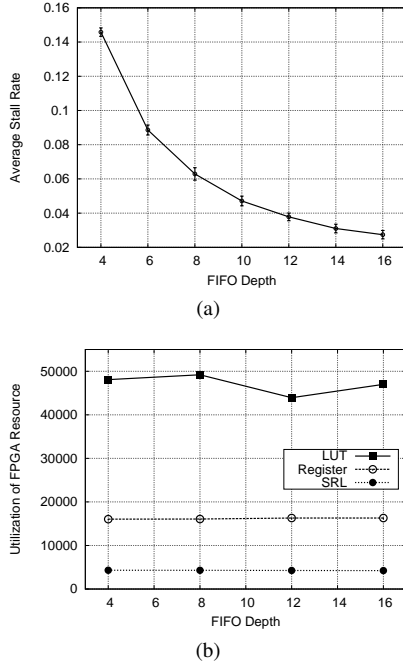 0.16
0.14
0.12
0.1
0.08
0.06
0.04
0.02
Average Stall Rate
4 6 8 10 12 14 16
FIFO Depth
(a)
50000
40000
30000
20000
10000
0
Utilization of FPGA Resource
LUT
Register
SRL
4 6 8 10 12 14 16
FIFO Depth
(b)